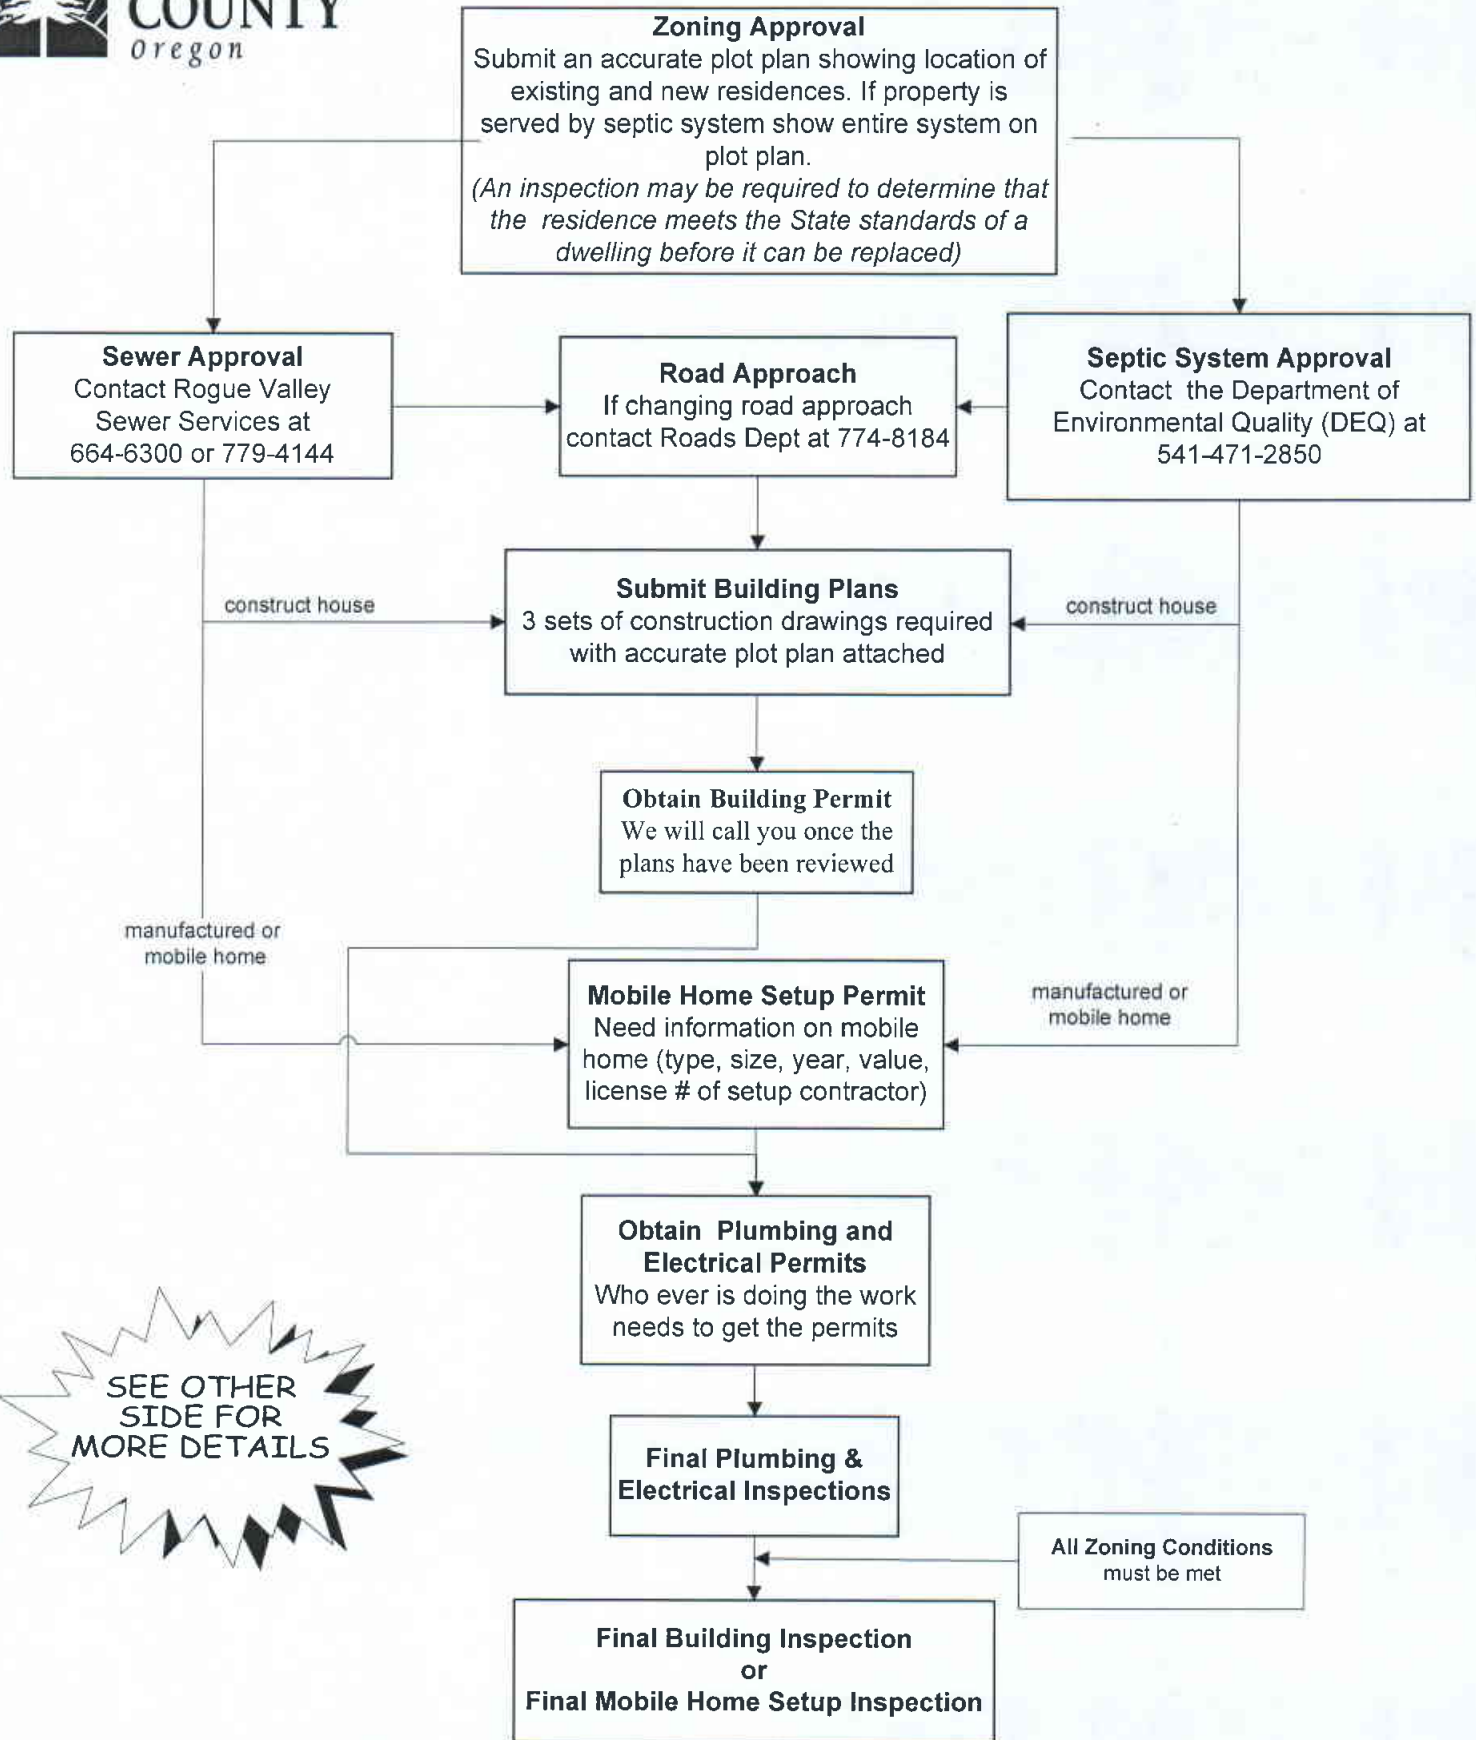 COUNTY
Oregon
Zoning Approval
Submit an accurate plot plan showing location of
existing and new residences. If property is
served by septic system show entire system on
plot plan.
(An inspection may be required to determine that
the residence meets the State standards of a
dwelling before it can be replaced)
Sewer Approval
Contact Rogue Valley
Sewer Services at
664-6300 or 779-4144
Road Approach
If changing road approach
contact Roads Dept at 774-8184
Septic System Approval
Contact the Department of
Environmental Quality (DEQ) at
541-471-2850
construct house
Submit Building Plans
3 sets of construction drawings required
with accurate plot plan attached
construct house
Obtain Building Permit
We will call you once the
plans have been reviewed
manufactured or
mobile home
Mobile Home Setup Permit
Need information on mobile
home (type, size, year, value,
license # of setup contractor)
manufactured or
mobile home
Obtain Plumbing and
Electrical Permits
Who ever is doing the work
needs to get the permits
SEE OTHER
SIDE FOR
MORE DETAILS
Final Plumbing &
Electrical Inspections
All Zoning Conditions
must be met
Final Building Inspection
or
Final Mobile Home Setup Inspection